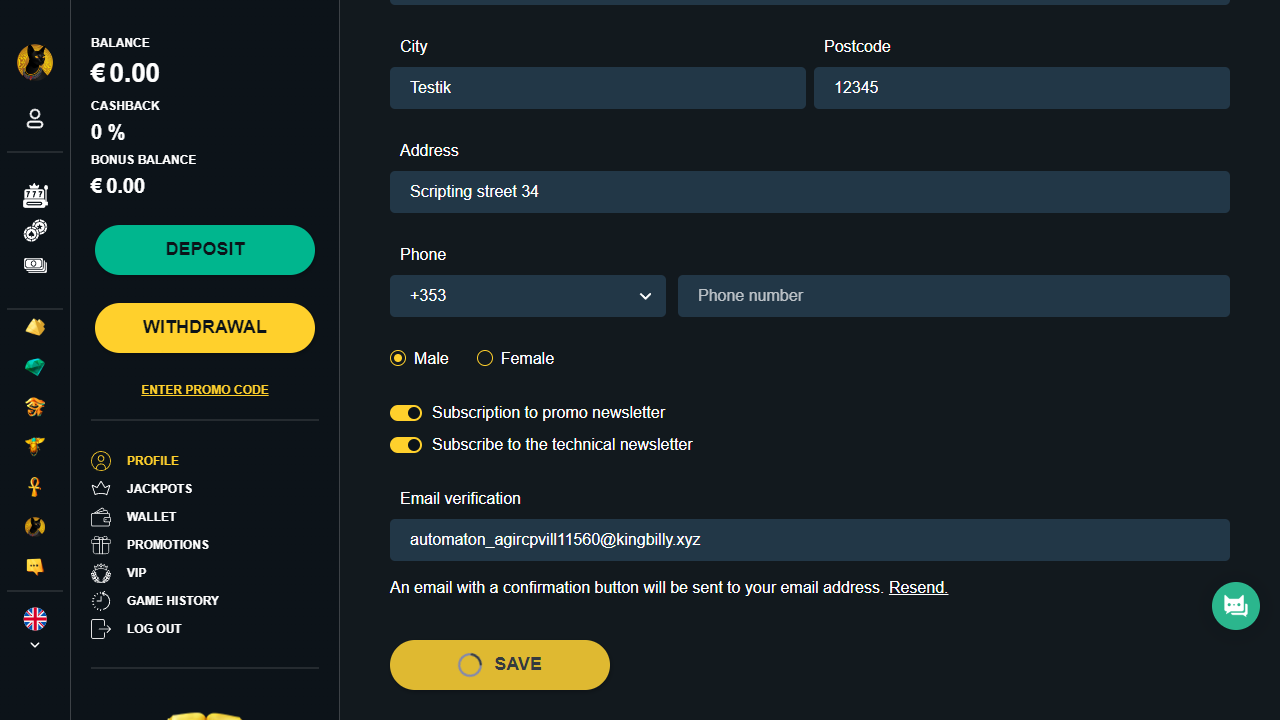 BALANCE
€ 0.00
CASHBACK
0 %
BONUS BALANCE
€ 0.00
DEPOSIT
WITHDRAWAL
ENTER PROMO CODE
PROFILE
JACKPOTS
WALLET
PROMOTIONS
VIP
GAME HISTORY
LOG OUT
City
Postcode
Testik
12345
Address
Scripting street 34
Phone
+353
Phone number
Male
Female
Subscription to promo newsletter
Subscribe to the technical newsletter
Email verification
automaton_agircpvill11560@kingbilly.xyz
An email with a confirmation button will be sent to your email address. Resend.
SAVE